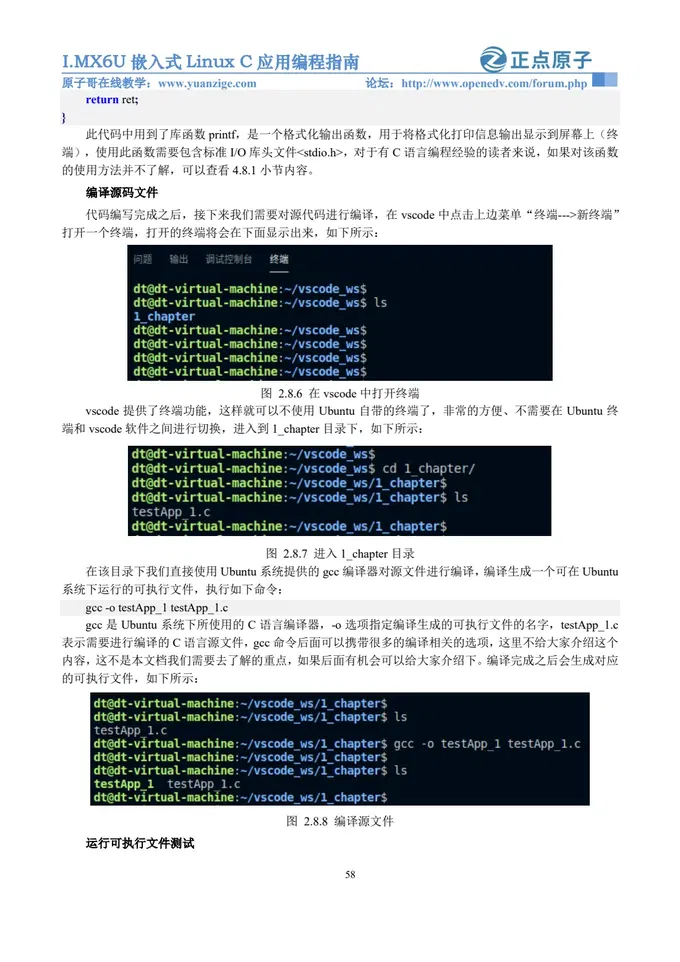 I.MX6U 嵌入式 Linux C 应用编程指南
正点原子
原子哥在线教学：www.yuanzige.com 论坛：http://www.openedv.com/forum.php
return ret;
}
此代码中用到了库函数 printf，是一个格式化输出函数，用于将格式化打印信息输出显示到屏幕上（终
端），使用此函数需要包含标准 I/O 库头文件<stdio.h>，对于有 C 语言编程经验的读者来说，如果对该函数
的使用方法并不了解，可以查看 4.8.1 小节内容。
编译源码文件
代码编写完成之后，接下来我们需要对源代码进行编译，在 vscode 中点击上边菜单“终端--->新终端”
打开一个终端，打开的终端将会在下面显示出来，如下所示：
问题 输出 调试控制台 终端
dt@dt-virtual-machine:~/vscode_ws$
dt@dt-virtual-machine:~/vscode_ws$ ls
1_chapter
dt@dt-virtual-machine:~/vscode_ws$
dt@dt-virtual-machine:~/vscode_ws$
dt@dt-virtual-machine:~/vscode_ws$
dt@dt-virtual-machine:~/vscode_ws$
图 2.8.6 在 vscode 中打开终端
vscode 提供了终端功能，这样就可以不使用 Ubuntu 自带的终端了，非常的方便、不需要在 Ubuntu 终
端和 vscode 软件之间进行切换，进入到 1_chapter 目录下，如下所示：
dt@dt-virtual-machine:~/vscode_ws$
dt@dt-virtual-machine:~/vscode_ws$ cd 1_chapter/
dt@dt-virtual-machine:~/vscode_ws/1_chapter$
dt@dt-virtual-machine:~/vscode_ws/1_chapter$ ls
testApp_1.c
dt@dt-virtual-machine:~/vscode_ws/1_chapter$
图 2.8.7 进入 1_chapter 目录
在该目录下我们直接使用 Ubuntu 系统提供的 gcc 编译器对源文件进行编译，编译生成一个可在 Ubuntu
系统下运行的可执行文件，执行如下命令：
gcc -o testApp_1 testApp_1.c
gcc 是 Ubuntu 系统下所使用的 C 语言编译器，-o 选项指定编译生成的可执行文件的名字，testApp_1.c
表示需要进行编译的 C 语言源文件，gcc 命令后面可以携带很多的编译相关的选项，这里不给大家介绍这个
内容，这不是本文档我们需要去了解的重点，如果后面有机会可以给大家介绍下。编译完成之后会生成对应
的可执行文件，如下所示：
dt@dt-virtual-machine:~/vscode_ws/1_chapter$
dt@dt-virtual-machine:~/vscode_ws/1_chapter$ ls
testApp_1.c
dt@dt-virtual-machine:~/vscode_ws/1_chapter$ gcc -o testApp_1 testApp_1.c
dt@dt-virtual-machine:~/vscode_ws/1_chapter$
dt@dt-virtual-machine:~/vscode_ws/1_chapter$ ls
testApp_1 testApp_1.c
dt@dt-virtual-machine:~/vscode_ws/1_chapter$
图 2.8.8 编译源文件
运行可执行文件测试
58